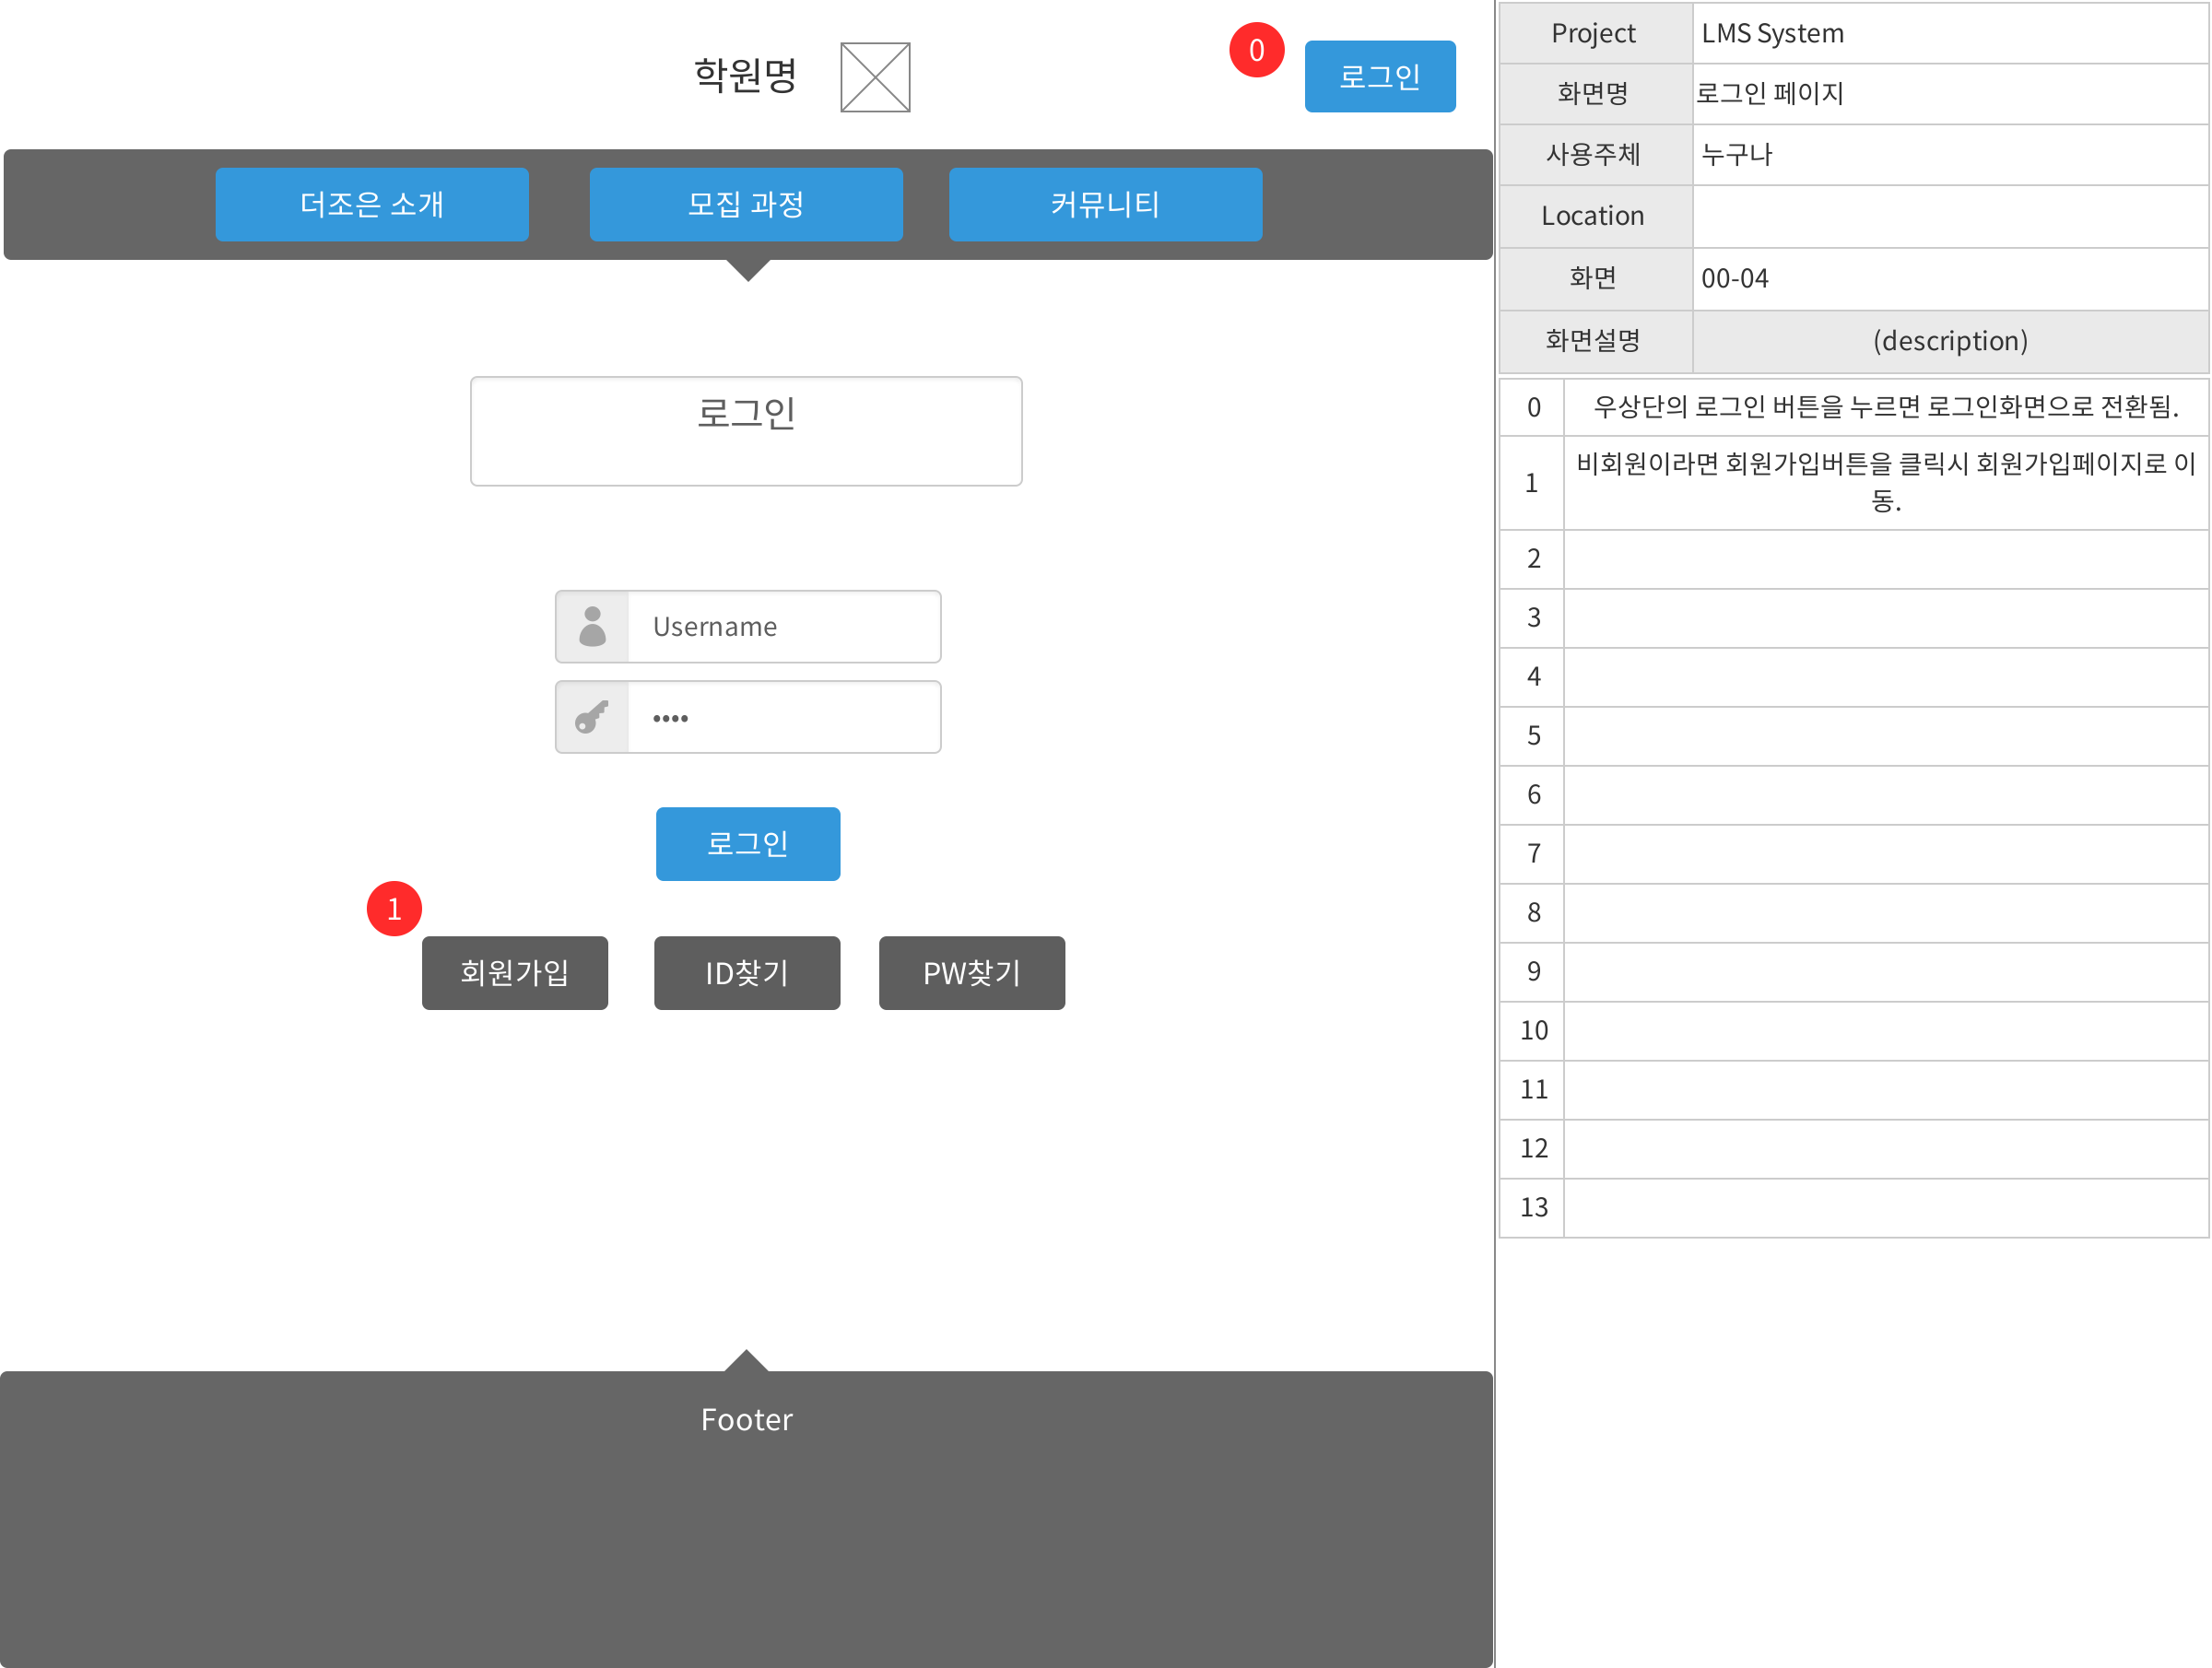 학원명
0
로그인
더조은 소개
모집 과정
커뮤니티
로그인
Username
••••
로그인
1
회원가입
ID찾기
PW찾기
Footer
Project
LMS System
화면명
로그인 페이지
사용주체
누구나
Location
화면
00-04
화면설명
(description)
0
우상단의 로그인 버튼을 누르면 로그인화면으로 전환됨.
1
비회원이라면 회원가입버튼을 클릭시 회원가입페이지로 이
동.
2
3
4
5
6
7
8
9
10
11
12
13